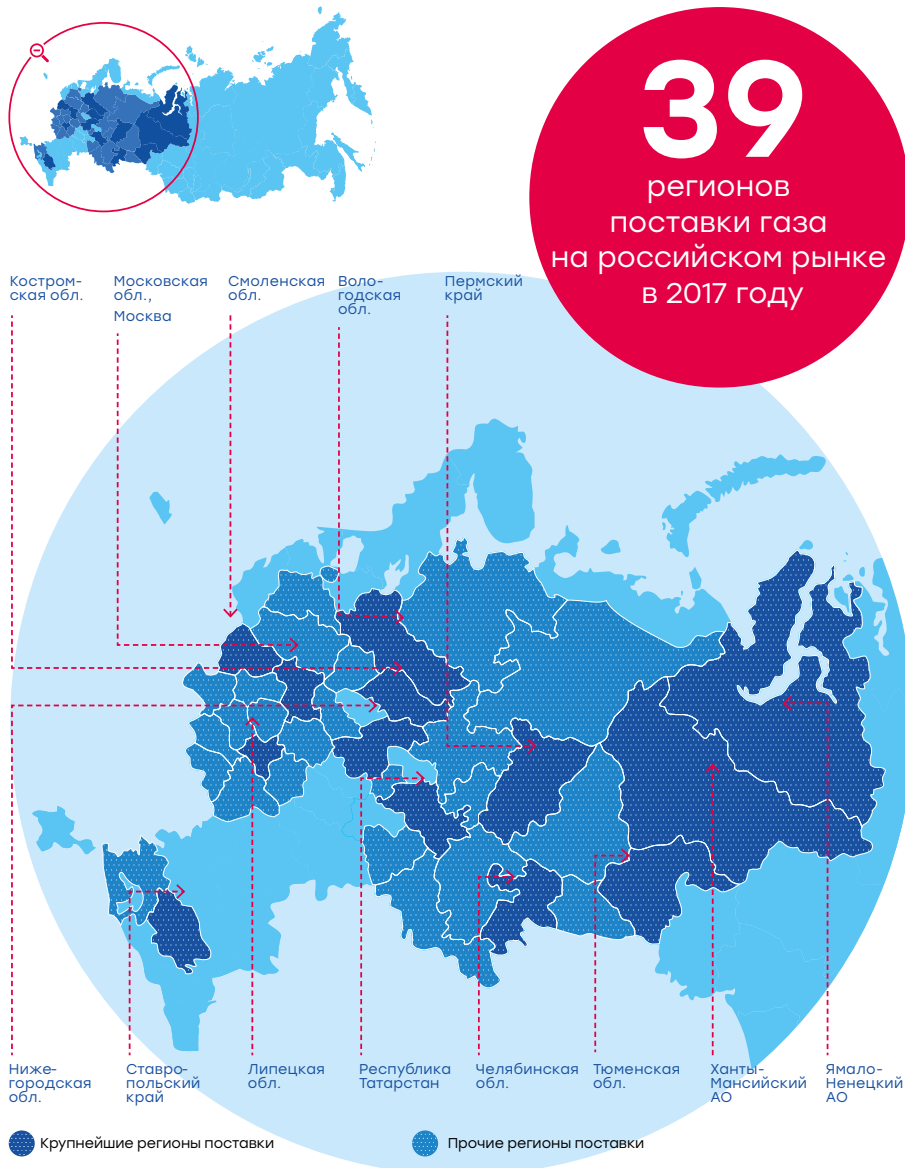 39
регионов
поставки газа
на российском рынке
в 2017 году
Костром-
ская обл.
Московская
обл.,
Москва
Смоленская
обл.
Воло-
годская
обл.
Пермский
край
Ниже-
городская
обл.
Ставро-
польский
край
Липецкая
обл.
Республика
Татарстан
Челябинская
обл.
Тюменская
обл.
Ханты-
Мансийский
АО
Ямало-
Ненецкий
АО
Крупнейшие регионы поставки
Прочие регионы поставки